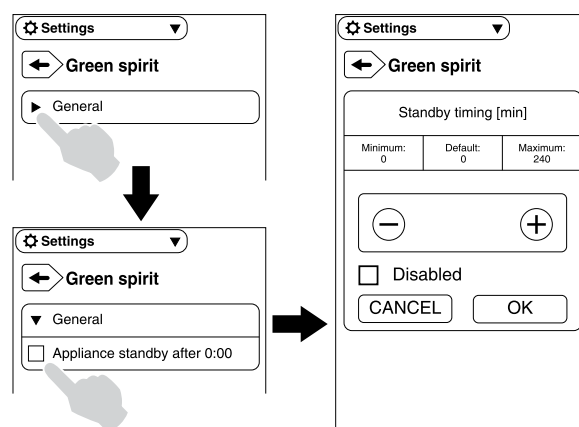 Settings
Green spirit
General
Settings
Green spirit
General
Appliance standby after 0:00
Settings
Green spirit
Standby timing [min]
Minimum: Default: Maximum:
0 0 240
Disabled
CANCEL OK